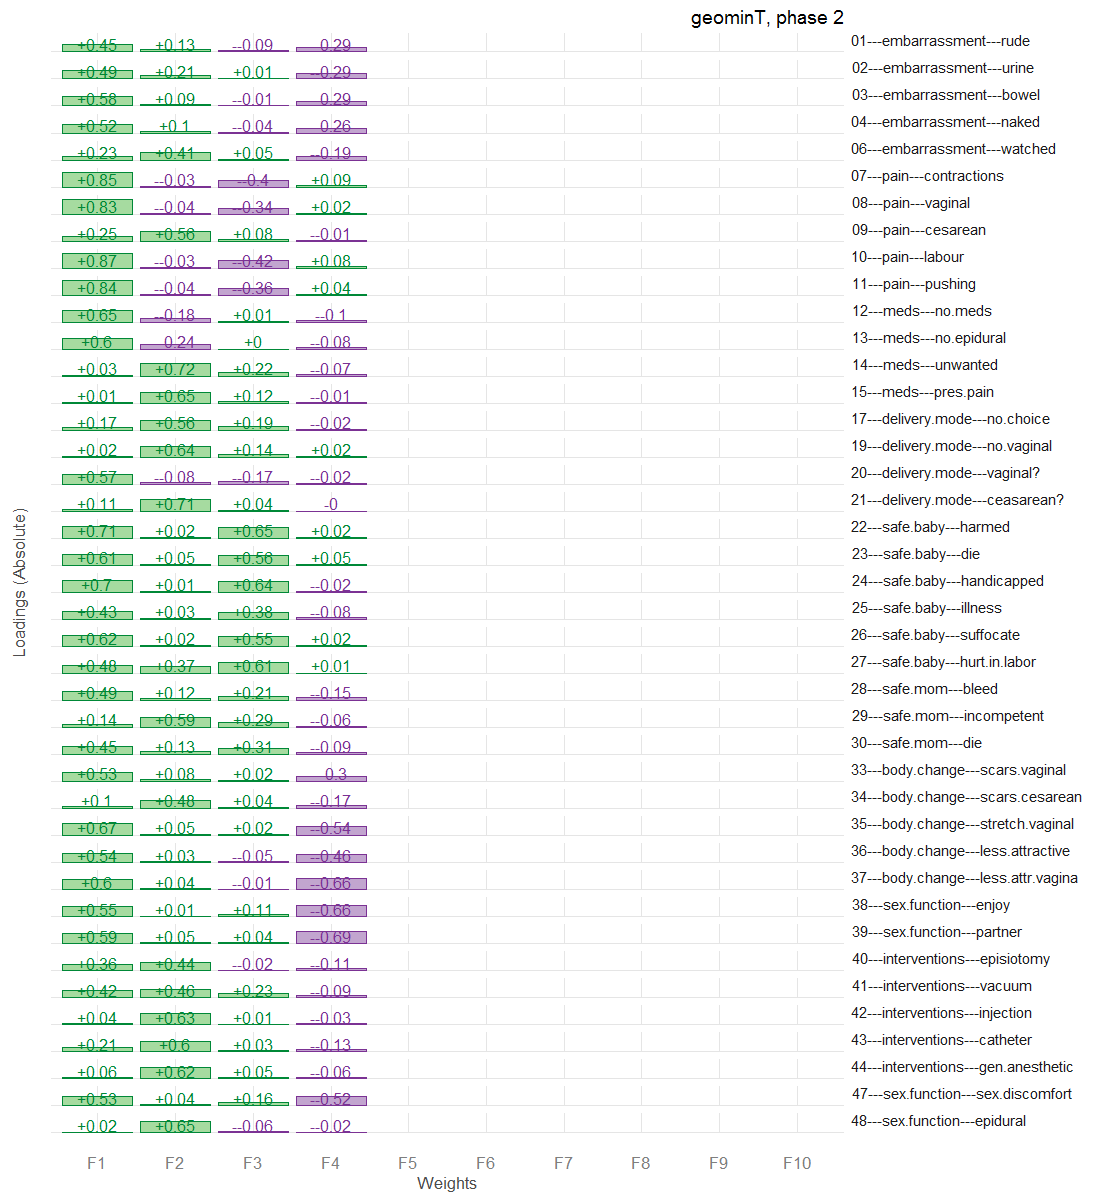 geominT, phase 2
+0.45 +0.13 --0.09 0.29 01---embarrassment---rude
+0.49 +0.21 +0.01 --0.29 02---embarrassment---urine
+0.58 +0.09 --0.01 0.29 03---embarrassment---bowel
+0.52 +0.1 --0.04 0.26 04---embarrassment---naked
+0.23 +0.41 +0.05 --0.19 06---embarrassment---watched
+0.85 --0.03 --0.4 +0.09 07---pain---contractions
+0.83 --0.04 --0.34 +0.02 08---pain---vaginal
+0.25 +0.56 +0.08 --0.01 09---pain---cesarean
+0.87 --0.03 --0.42 +0.08 10---pain---labour
+0.84 --0.04 --0.36 +0.04 11---pain---pushing
+0.65 --0.18 +0.01 --0.1 12---meds---no.meds
+0.6 0.24 +0 --0.08 13---meds---no.epidural
+0.03 +0.72 +0.22 --0.07 14---meds---unwanted
+0.01 +0.65 +0.12 --0.01 15---meds---pres.pain
+0.17 +0.56 +0.19 --0.02 17---delivery.mode---no.choice
+0.02 +0.64 +0.14 +0.02 19---delivery.mode---no.vaginal
+0.57 --0.08 --0.17 --0.02 20---delivery.mode---vaginal?
+0.11 +0.71 +0.04 -0 21---delivery.mode---ceasarean?
+0.71 +0.02 +0.65 +0.02 22---safe.baby---harmed
+0.61 +0.05 +0.56 +0.05 23---safe.baby---die
+0.7 +0.01 +0.64 --0.02 24---safe.baby---handicapped
+0.43 +0.03 +0.38 --0.08 25---safe.baby---illness
+0.62 +0.02 +0.55 +0.02 26---safe.baby---suffocate
+0.48 +0.37 +0.61 +0.01 27---safe.baby---hurt.in.labor
+0.49 +0.12 +0.21 --0.15 28---safe.mom---bleed
+0.14 +0.59 +0.29 --0.06 29---safe.mom---incompetent
+0.45 +0.13 +0.31 --0.09 30---safe.mom---die
+0.53 +0.08 +0.02 0.3 33---body.change---scars.vaginal
+0.1 +0.48 +0.04 --0.17 34---body.change---scars.cesarean
+0.67 +0.05 +0.02 --0.54 35---body.change---stretch.vaginal
+0.54 +0.03 --0.05 --0.46 36---body.change---less.attractive
+0.6 +0.04 --0.01 --0.66 37---body.change---less.attr.vagina
+0.55 +0.01 +0.11 --0.66 38---sex.function---enjoy
+0.59 +0.05 +0.04 --0.69 39---sex.function---partner
+0.36 +0.44 --0.02 --0.11 40---interventions---episiotomy
+0.42 +0.46 +0.23 --0.09 41---interventions---vacuum
+0.04 +0.63 +0.01 --0.03 42---interventions---injection
+0.21 +0.6 +0.03 --0.13 43---interventions---catheter
+0.06 +0.62 +0.05 --0.06 44---interventions---gen.anesthetic
+0.53 +0.04 +0.16 --0.52 47---sex.function---sex.discomfort
+0.02 +0.65 --0.06 --0.02 48---sex.function---epidural
F1 F2 F3 F4 F5 F6 F7 F8 F9 F10
Weights
Loadings (Absolute)